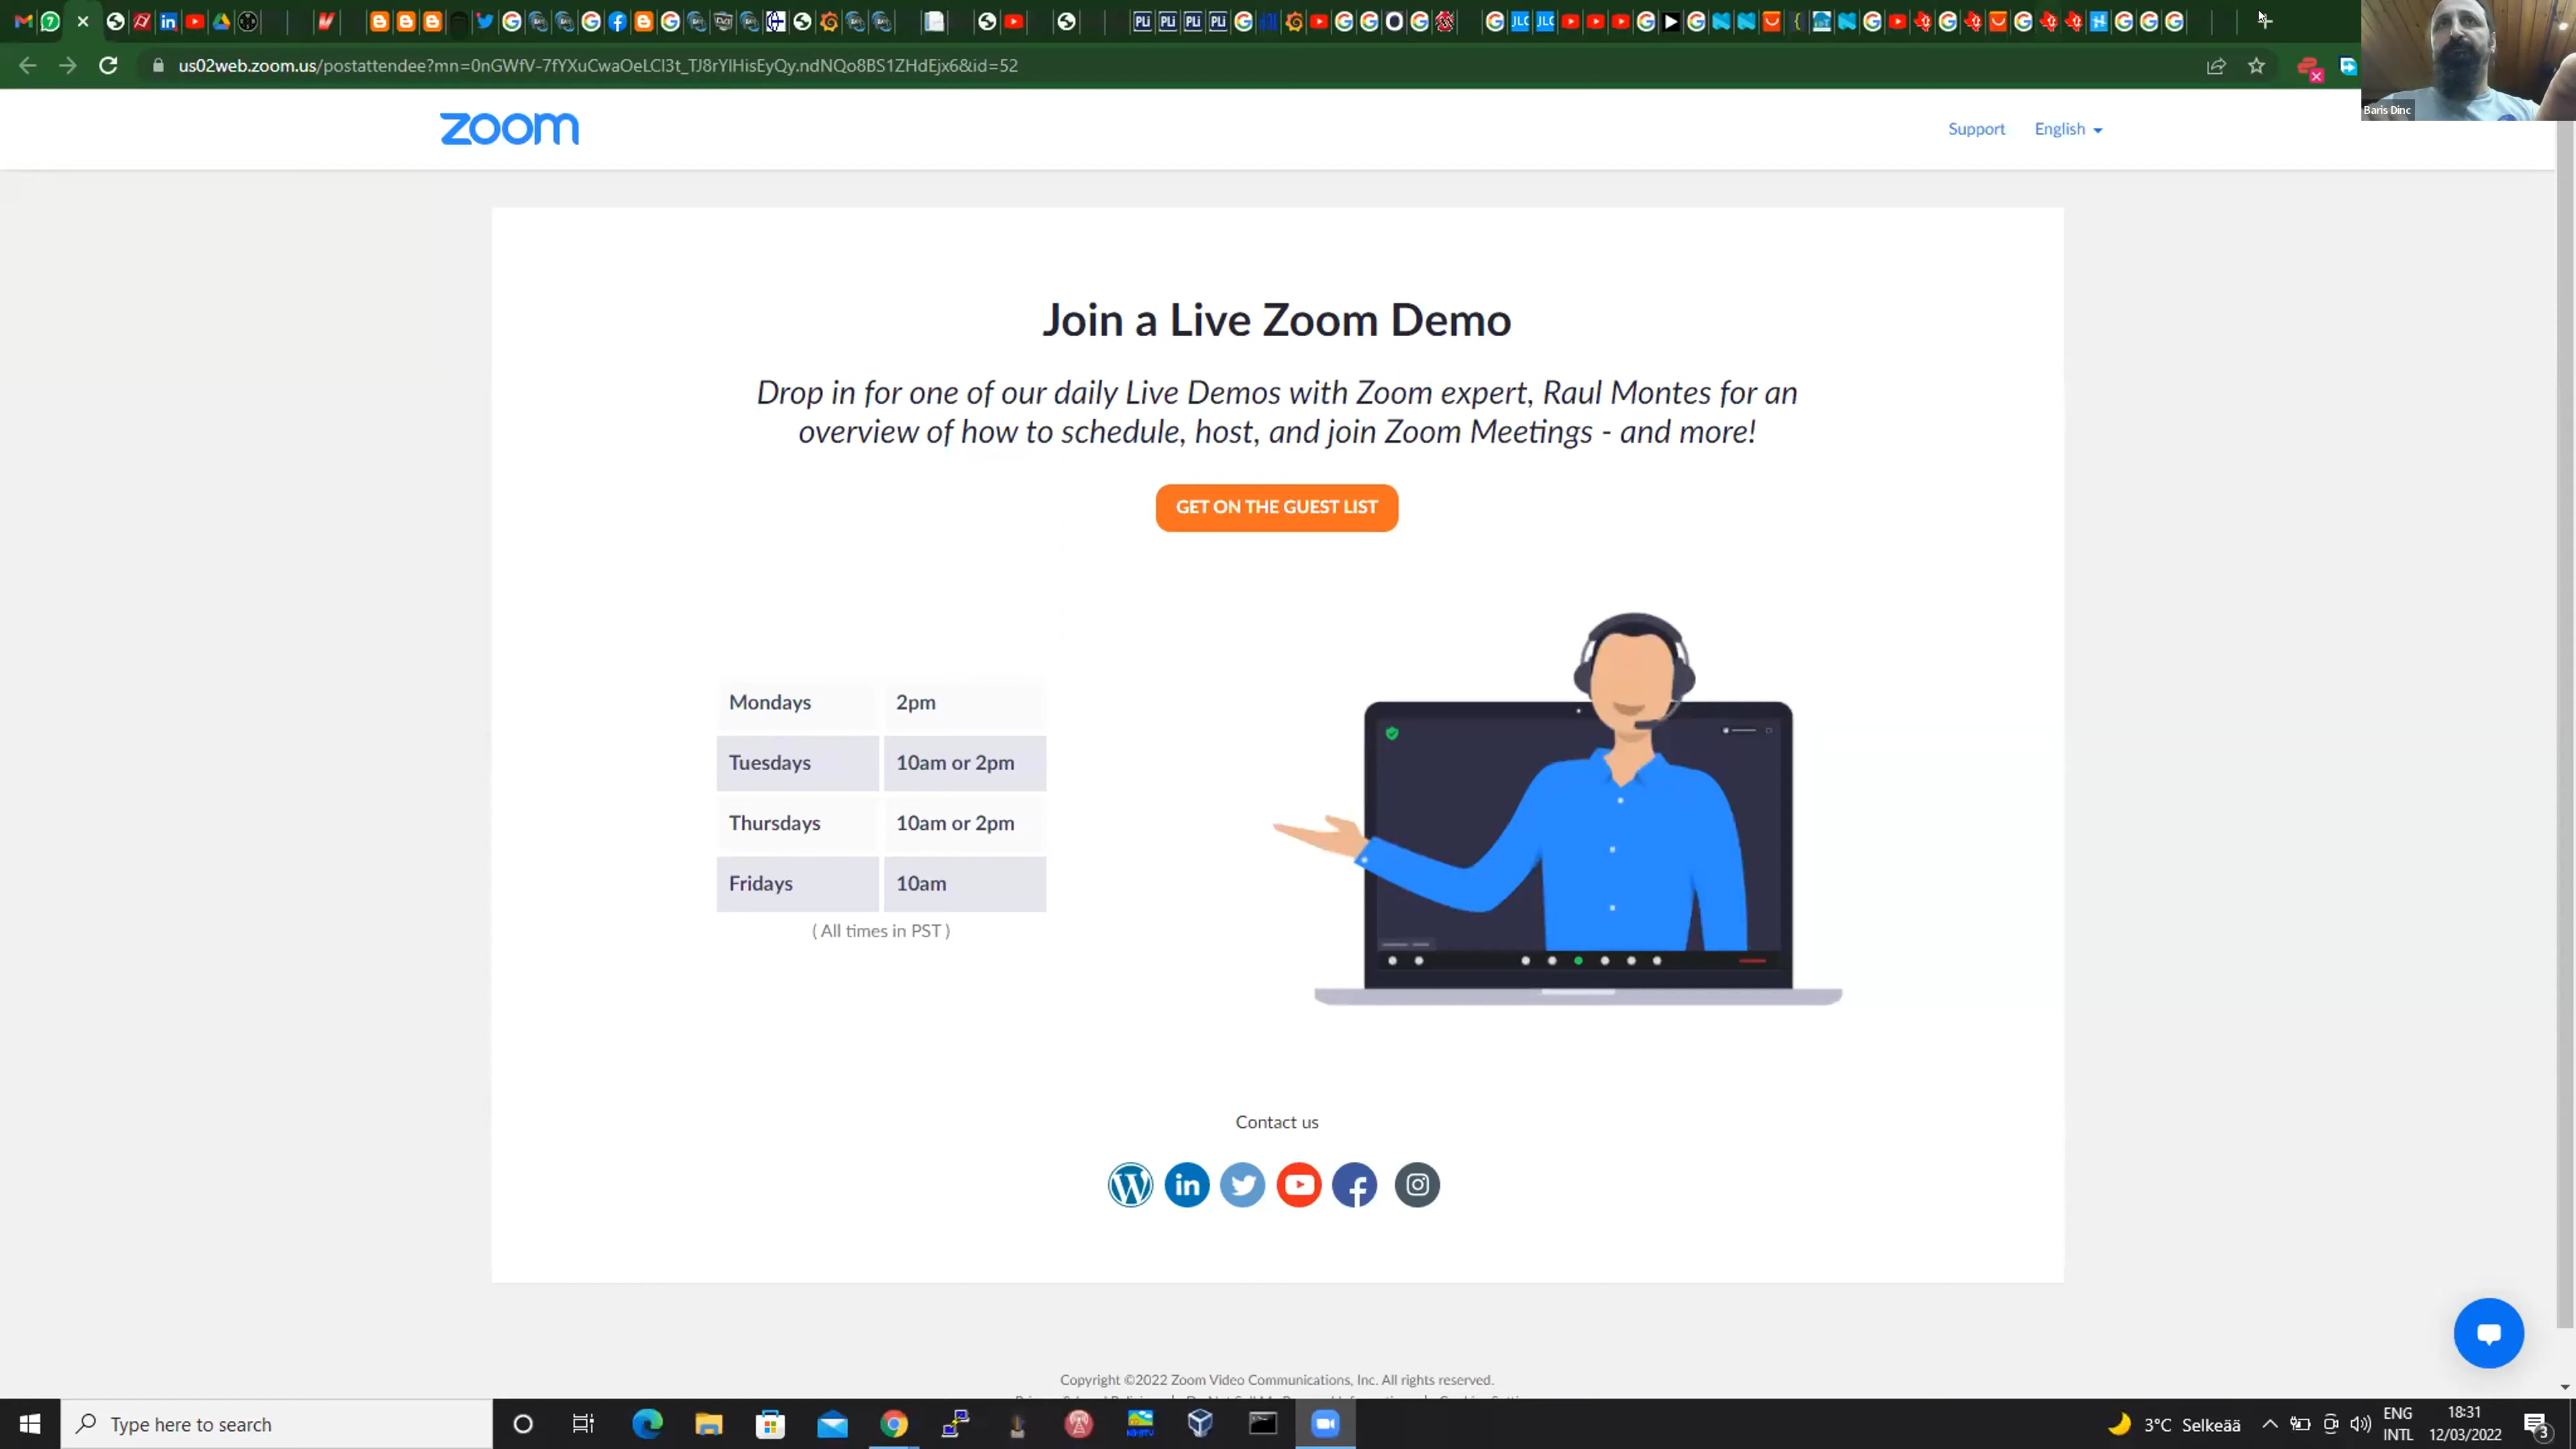 us02web.zoom.us/postattendee?mn=0nGWfV-7fYXuCwaOeLCl3t_TJ8rYlHisEyQy.ndNQo8BS1ZHdEjx6&id=52
Baris Dinc
zoom
Support
English
Join a Live Zoom Demo
Drop in for one of our daily Live Demos with Zoom expert, Raul Montes for an
overview of how to schedule, host, and join Zoom Meetings - and more!
GET ON THE GUEST LIST
Mondays 2pm
Tuesdays 10am or 2pm
Thursdays 10am or 2pm
Fridays 10am
( All times in PST )
Contact us
Copyright ©2022 Zoom Video Communications, Inc. All rights reserved.
Type here to search
3°C Selkeää
ENG
INTL
18:31
12/03/2022
3